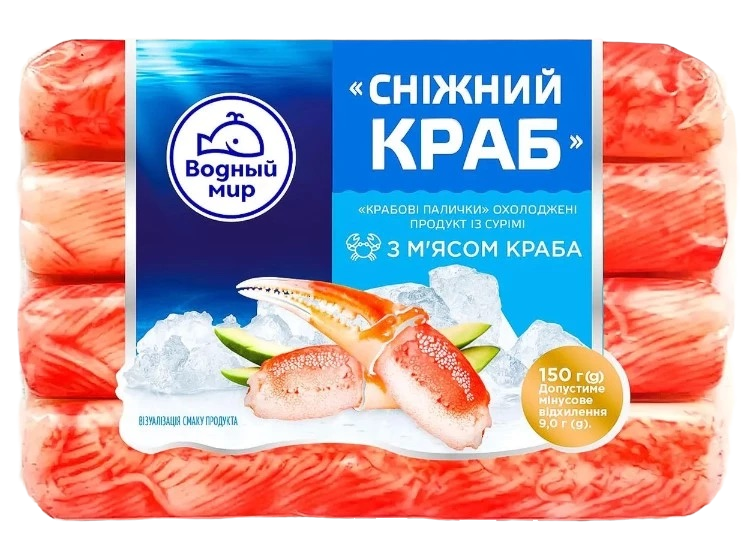 Водный
мир
«СНІЖНИЙ
КРАБ»
«КРАБОВІ ПАЛИЧКИ» ОХОЛОДЖЕНІ
ПРОДУКТ ІЗ СУРІМІ
З М'ЯСОМ КРАБА
150 г(g)
Допустиме
мінусове
відхилення
9,0 г (g).
ВІЗУАЛІЗАЦІЯ СМАКУ ПРОДУКТА